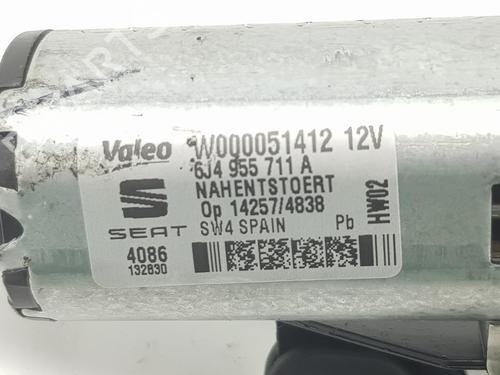 Valeo W000051412 12V
6J4 955 711 A
NAHENTSTOERT
Op 14257/4838
SEAT SW4 SPAIN Pb HW02
4086
132830